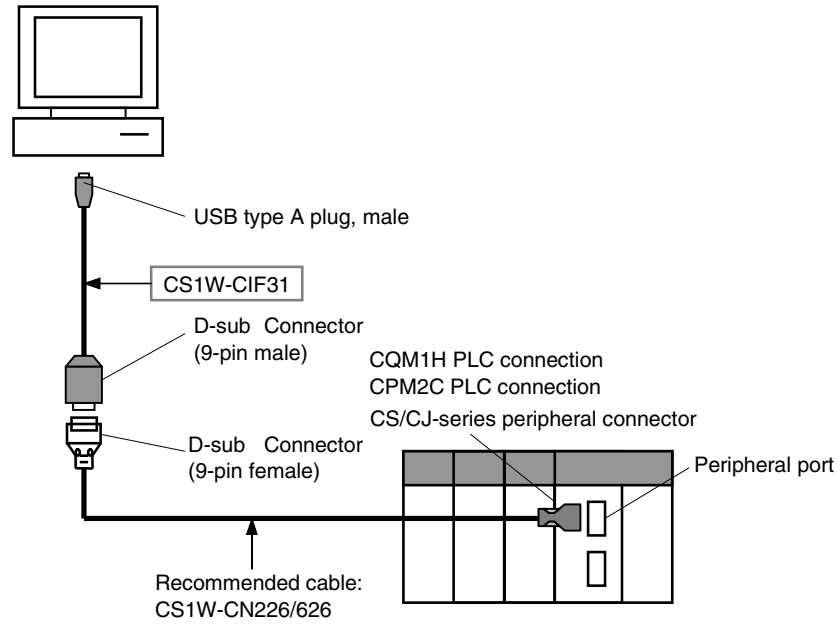 USB type A plug, male
CS1W-CIF31
D-sub Connector
(9-pin male)
CQM1H PLC connection
CPM2C PLC connection
CS/CJ-series peripheral connector
D-sub Connector
(9-pin female)
Peripheral port
Recommended cable:
CS1W-CN226/626